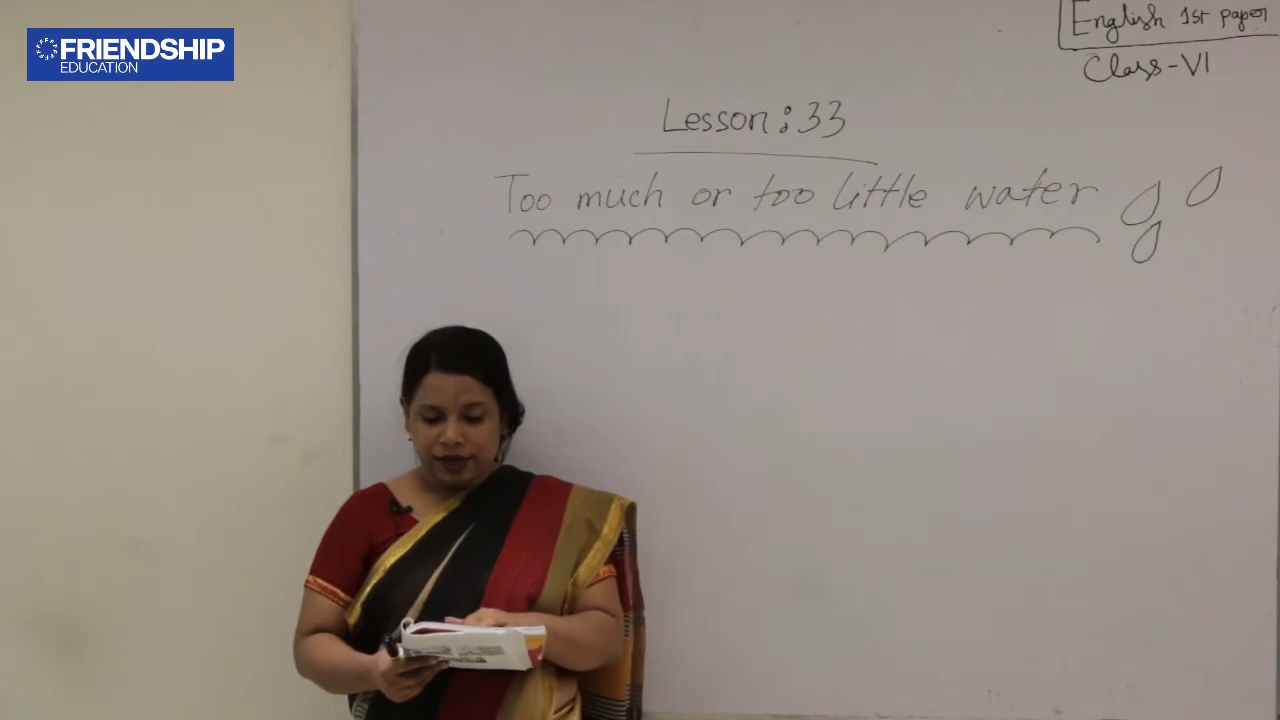 FRIENDSHIP
EDUCATION
English 1st paper
Class-VI
Lesson: 33
Too much or too little water